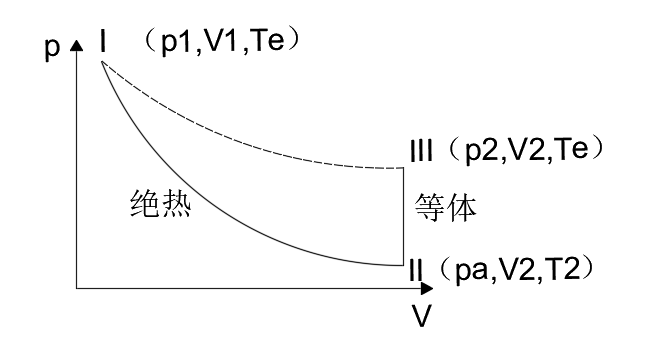 p I （p1,V1,Te）
III（p2,V2,Te）
绝热 等体
II（pa,V2,T2）
V